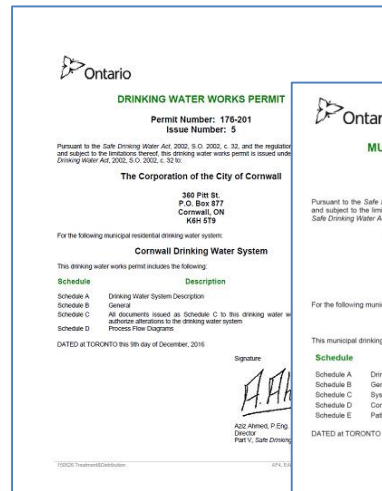 Ontario
DRINKING WATER WORKS PERMIT
Permit Number: 176-201
Issue Number: 5
Pursuant to the Safe Drinking Water Act, 2002, S.O. 2002, c. 32, and the regulation
and subject to the limitations thereof, this drinking water works permit is issued unde
Drinking Water Act, 2002, S.O. 2002, c. 32 to:
The Corporation of the City of Cornwall
360 Pitt St.
P.O. Box 877
Cornwall, ON
K6H 5T9
For the following municipal residential drinking water system:
Cornwall Drinking Water System
This drinking water works permit includes the following:
Schedule Description
Schedule A Drinking Water System Description
Schedule B General
Schedule C All documents issued as Schedule C to this drinking water w
authorize alterations to the drinking water system
Schedule D Process Flow Diagrams
DATED at TORONTO this 9th day of December, 2016
Signature
Aziz Ahmed, P.Eng.
Director
Part V, Safe Drinking
Ontar
MU
Pursuant to the Safe
and subject to the limi
Safe Drinking Water A
For the following munic
This municipal drinking
Schedule
Schedule A Drin
Schedule B Gen
Schedule C Sys
Schedule D Con
Schedule E Pat
DATED at TORONTO